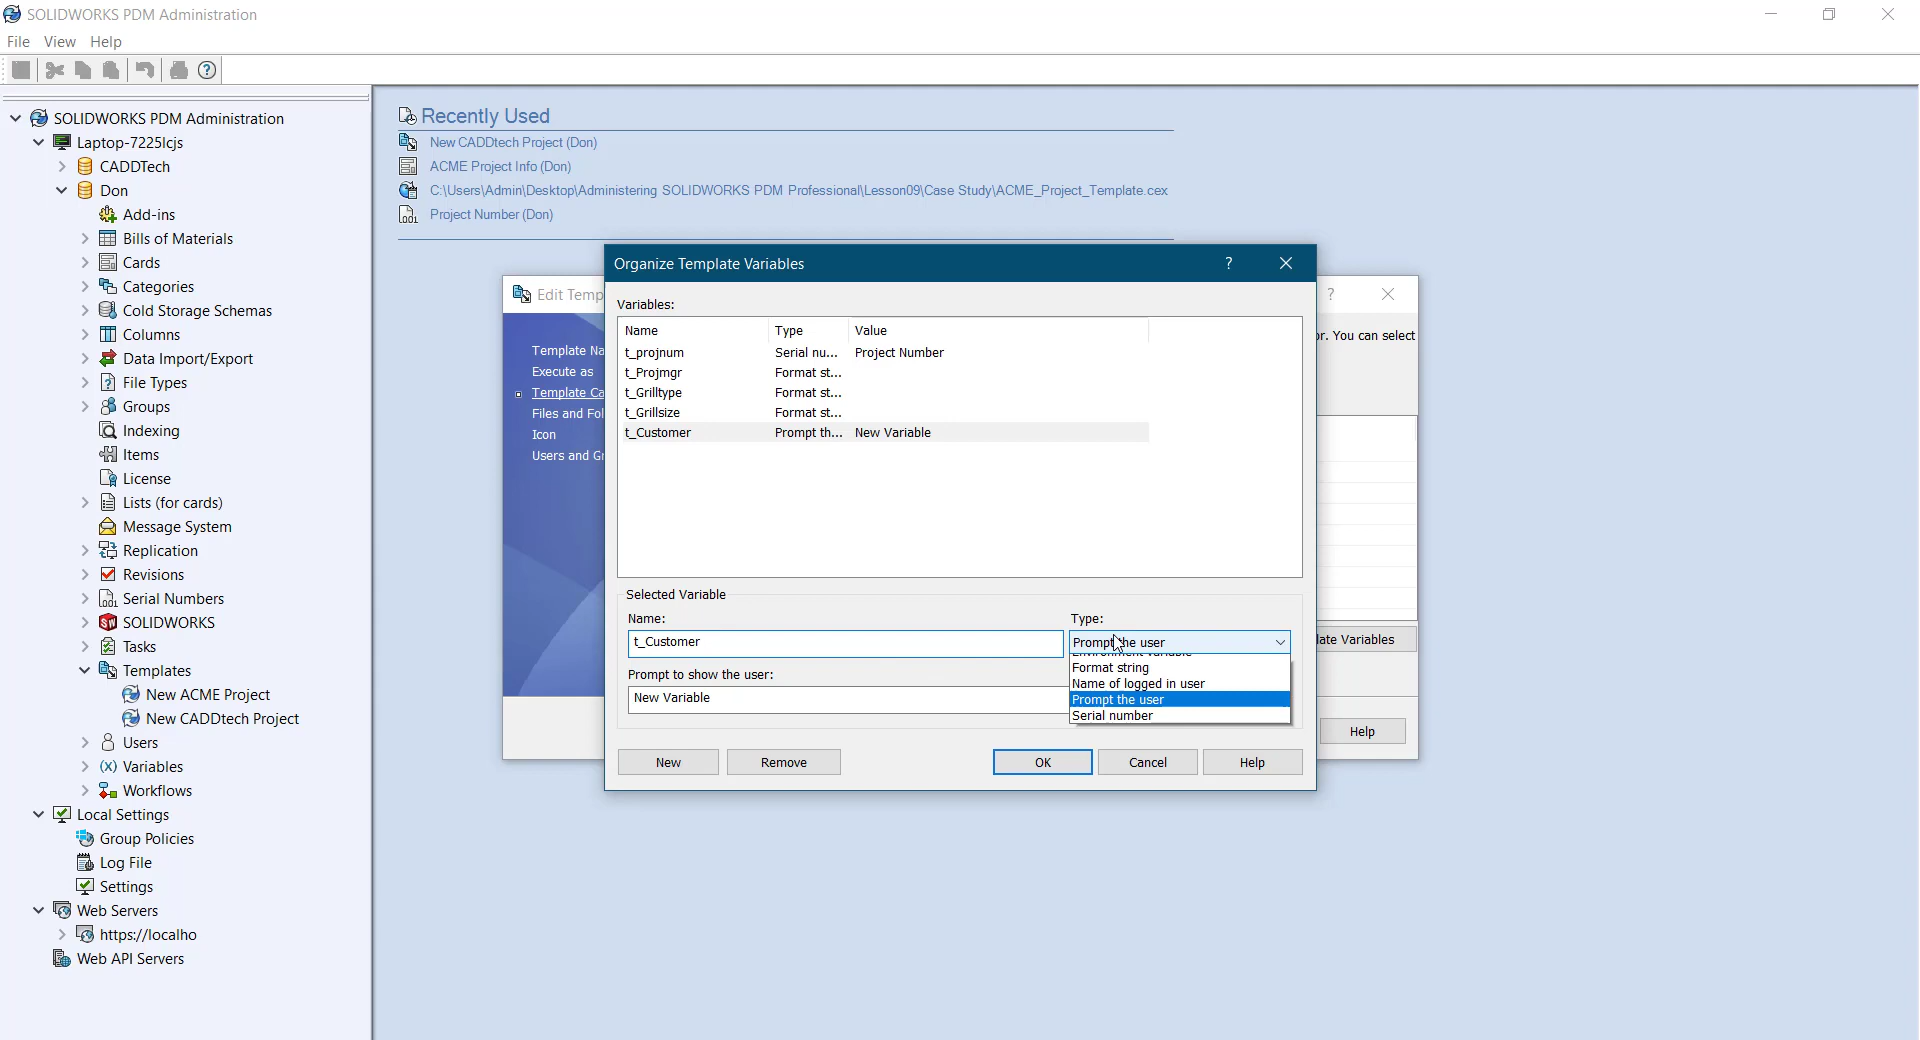 SOLIDWORKS PDM Administration
File View Help
SOLIDWORKS PDM Administration
Laptop-7225lcjs
CADDTech
Don
Add-ins
Bills of Materials
Cards
Categories
Cold Storage Schemas
Columns
Data Import/Export
File Types
Groups
Indexing
Items
License
Lists (for cards)
Message System
Replication
Revisions
Serial Numbers
SOLIDWORKS
Tasks
Templates
New ACME Project
New CADDtech Project
Users
Variables
Workflows
Local Settings
Group Policies
Log File
Settings
Web Servers
https://localho
Web API Servers
Recently Used
New CADDtech Project (Don)
ACME Project Info (Don)
C:\Users\Admin\Desktop\Administering SOLIDWORKS PDM Professional\Lesson09\Case Study\ACME_Project_Template.cex
Project Number (Don)
Edit Temp
Template Na
Execute as
Template Ca
Files and Fol
Icon
Users and Gr
or. You can select
late Variables
Help
Organize Template Variables
Variables:
Name Type Value
t_projnum Serial nu... Project Number
t_Projmgr Format st...
t_Grilltype Format st...
t_Grillsize Format st...
t_Customer Prompt th... New Variable
Selected Variable
Name: Type:
t_Customer Prompt the user
Environment variable
Format string
Name of logged in user
Prompt the user
Serial number
Prompt to show the user:
New Variable
New Remove OK Cancel Help